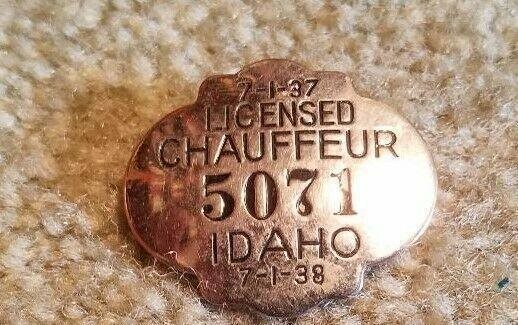 7-1-37
LICENSED
CHAUFFEUR
5071
IDAHO
7-1-38